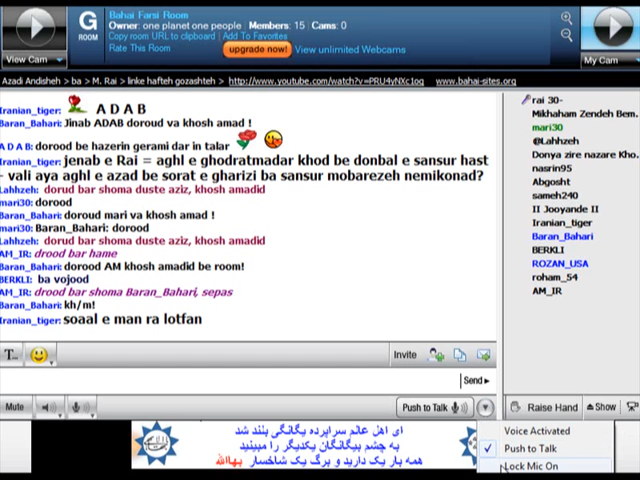 Bahai Farsi Room
Owner: one planet one people | Members: 15 | Cams: 0
Copy room URL to clipboard | Add To Favorites
Rate This Room
upgrade now!
View unlimited Webcams
G
ROOM
View Cam
My Cam
Azadi Andisheh > ba > M. Rai > linke hafteh gozashteh > http://www.youtube.com/watch?v=PRU4yNXc1og www.bahai-sites.org
Iranian_tiger: A D A B
Baran_Bahari: Jinab ADAB doroud va khosh amad !
A D A B: dorood be hazerin gerami dar in talar
Iranian_tiger: jenab e Rai = aghl e ghodratmadar khod be donbal e sansur hast
- vali aya aghl e azad be sorat e gharizi ba sansur mobarezeh nemikonad?
Lahhzeh: dorud bar shoma duste aziz, khosh amadid
mari30: dorood
Baran_Bahari: doroud mari va khosh amad !
mari30: Baran_Bahari: dorood
Lahhzeh: dorud bar shoma duste aziz, khosh amadid
AM_IR: drood bar hame
Baran_Bahari: dorood AM khosh amadid be room!
BERKLI: ba vojood
AM_IR: drood bar shoma Baran_Bahari, sepas
Baran_Bahari: kh/m!
Iranian_tiger: soaal e man ra lotfan
rai 30-
Mikhaham Zendeh Bem.
mari30
@Lahhzeh
Donya zire nazare Kho.
nasrin95
Abgosht
sameh240
II Jooyande II
Iranian_tiger
Baran_Bahari
BERKLI
ROZAN_USA
roham_54
AM_IR
T...
Invite
Send
Mute
Push to Talk
Raise Hand
Show
Voice Activated
Push to Talk
Lock Mic On
ای اهل عالم سراپرده یگانگی بلند شد
به چشم بیگانگان یکدیگر را مبینید
همه بار یک دارید و برگ یک شاخسار بهاالله